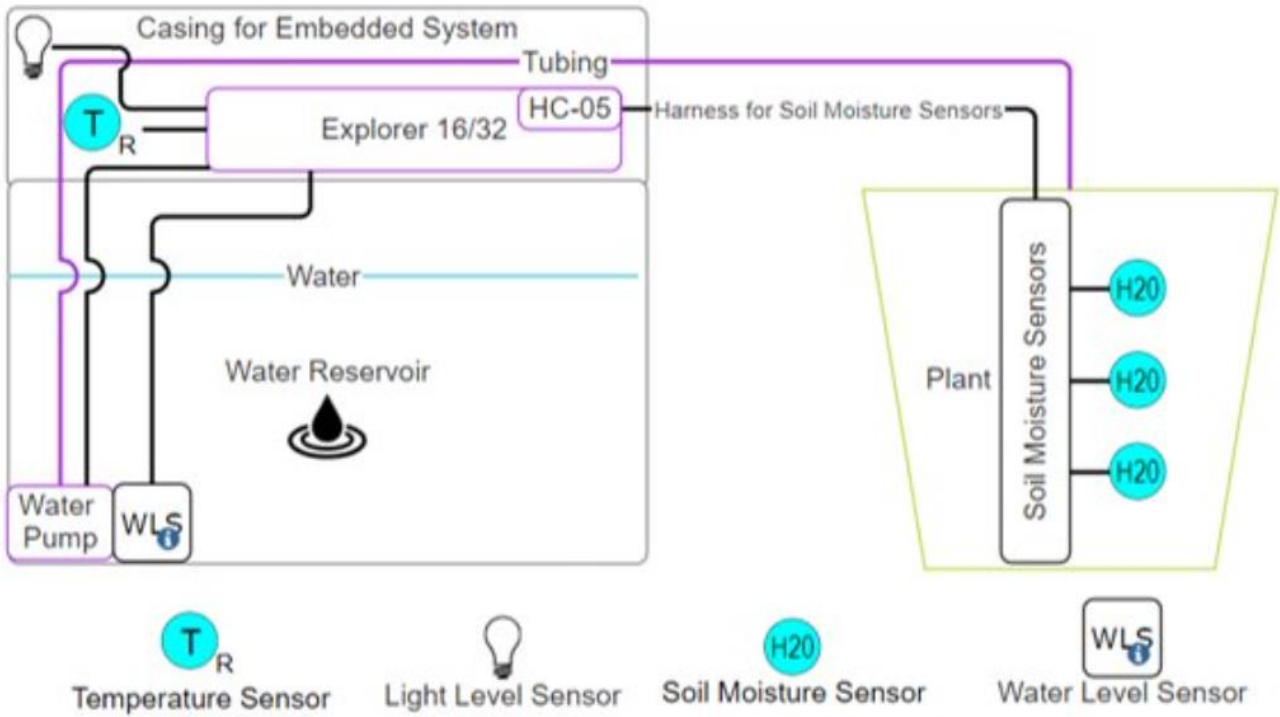 Casing for Embedded System
Tubing
HC-05
Harness for Soil Moisture Sensors
T
R
Explorer 16/32
Water
Water Reservoir
Water
Pump
WLS
Plant
Soil Moisture Sensors
H20
H20
H20
T
R
Temperature Sensor
Light Level Sensor
H20
Soil Moisture Sensor
WLS
Water Level Sensor